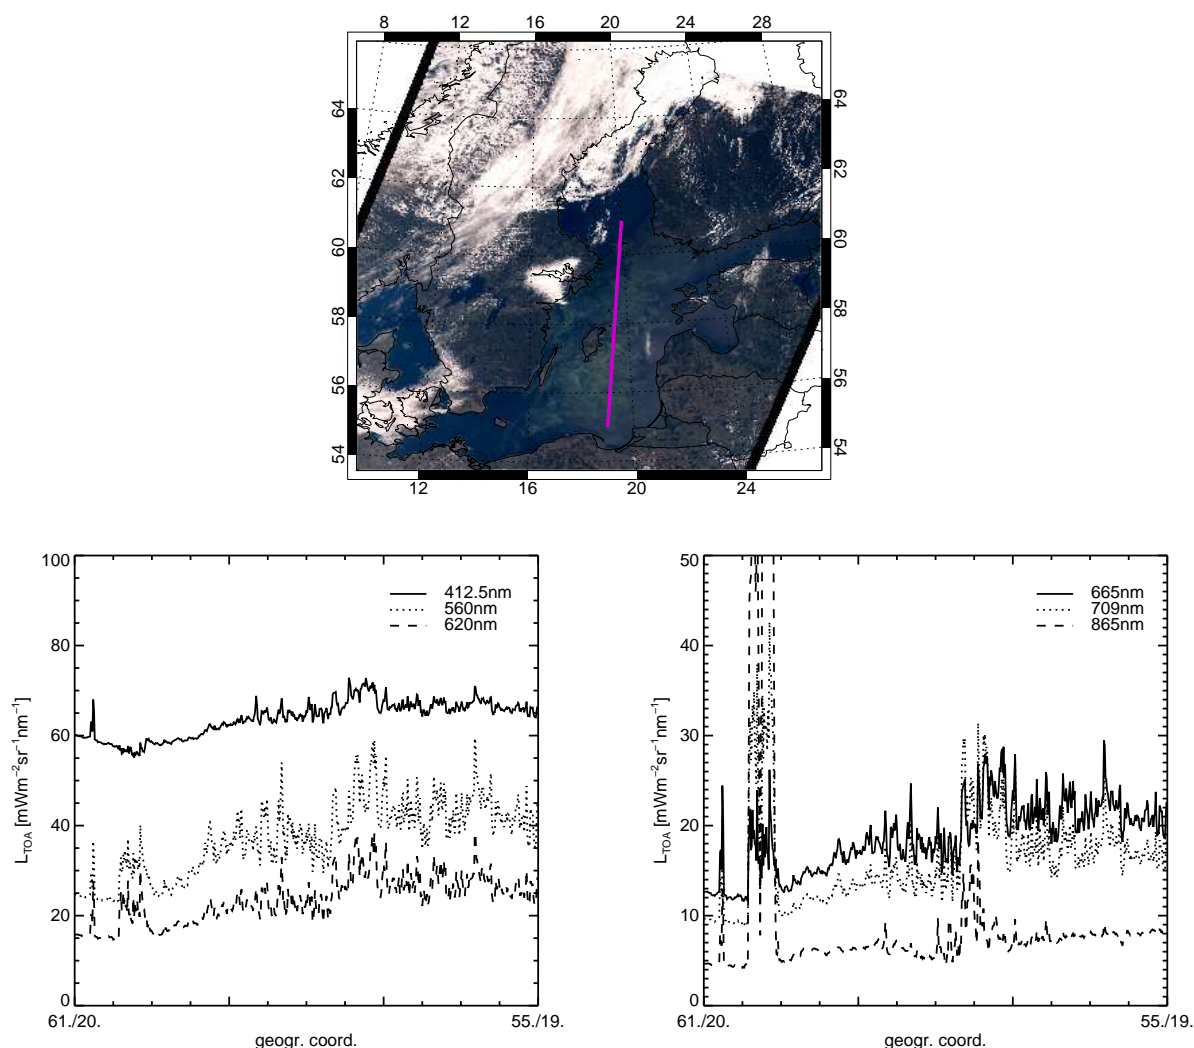 8 12 16 20 24 28
64 64
62 62
60 60
58 58
56 56
54 54
12 16 20 24
100
80
60
40
20
0
L_TOA [mWm⁻²sr⁻¹nm⁻¹]
412.5nm
560nm
620nm
61./20. 55./19.
geogr. coord.
50
40
30
20
10
0
L_TOA [mWm⁻²sr⁻¹nm⁻¹]
665nm
709nm
865nm
61./20. 55./19.
geogr. coord.